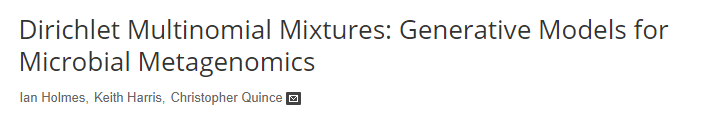 Dirichlet Multinomial Mixtures: Generative Models for
Microbial Metagenomics
Ian Holmes, Keith Harris, Christopher Quince